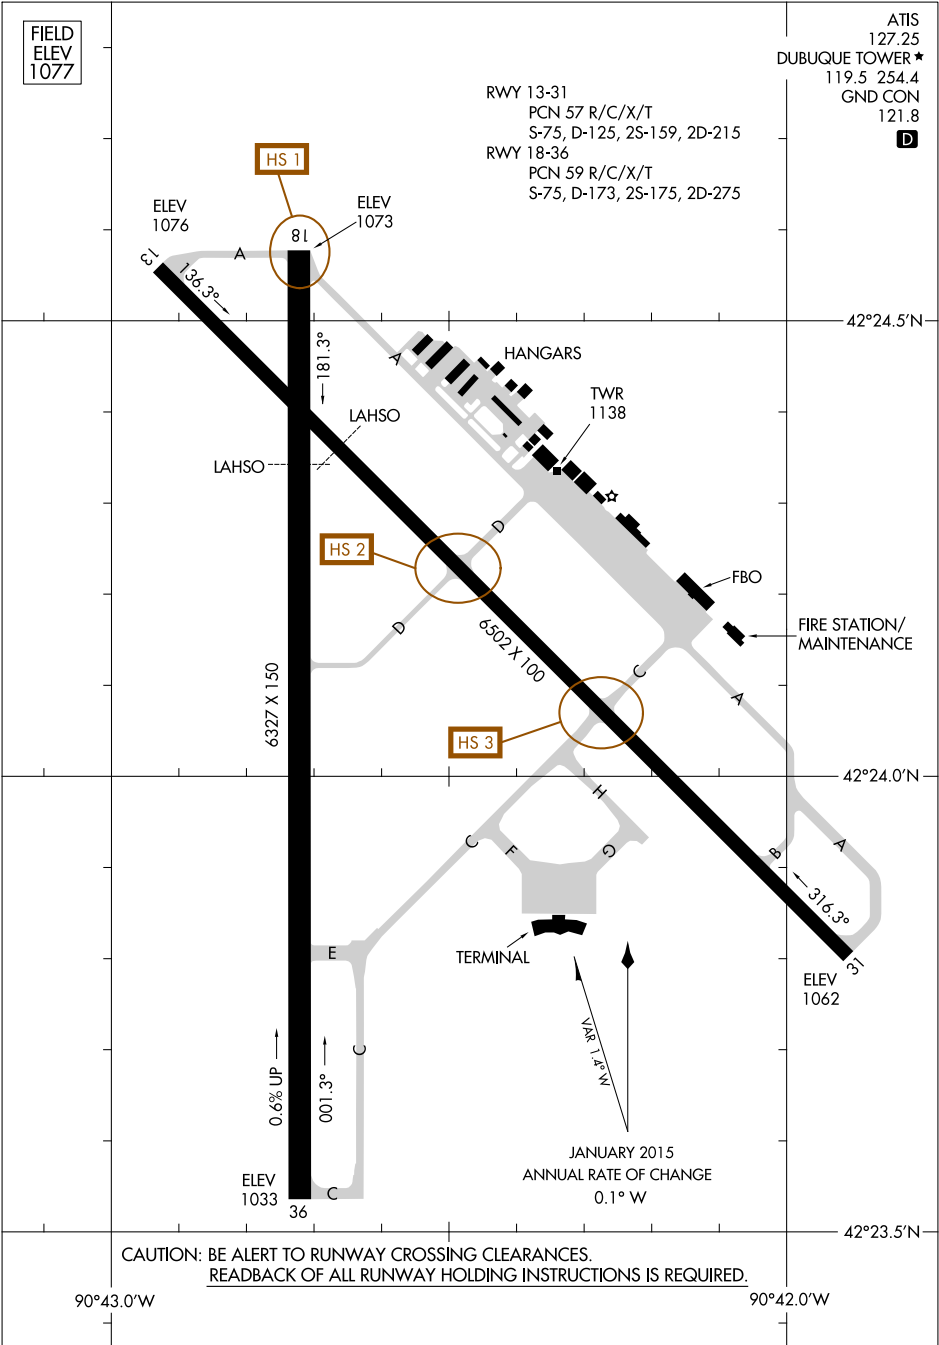 FIELD
ELEV
1077
ATIS
127.25
DUBUQUE TOWER ★
119.5 254.4
GND CON
121.8
D
RWY 13-31
PCN 57 R/C/X/T
S-75, D-125, 2S-159, 2D-215
RWY 18-36
PCN 59 R/C/X/T
S-75, D-173, 2S-175, 2D-275
HS 1
ELEV
1076
ELEV
1073
18
13
A
136.3°
42°24.5'N
181.3°
A
HANGARS
TWR
1138
LAHSO
LAHSO
D
HS 2
FBO
D
FIRE STATION/
MAINTENANCE
6502 X 100
C
A
6327 X 150
HS 3
42°24.0'N
H
C
F
G
B
A
316.3°
E
TERMINAL
31
ELEV
1062
VAR 1.4° W
C
0.6% UP
001.3°
JANUARY 2015
ANNUAL RATE OF CHANGE
0.1° W
ELEV
1033
C
36
42°23.5'N
CAUTION: BE ALERT TO RUNWAY CROSSING CLEARANCES.
READBACK OF ALL RUNWAY HOLDING INSTRUCTIONS IS REQUIRED.
90°43.0'W
90°42.0'W